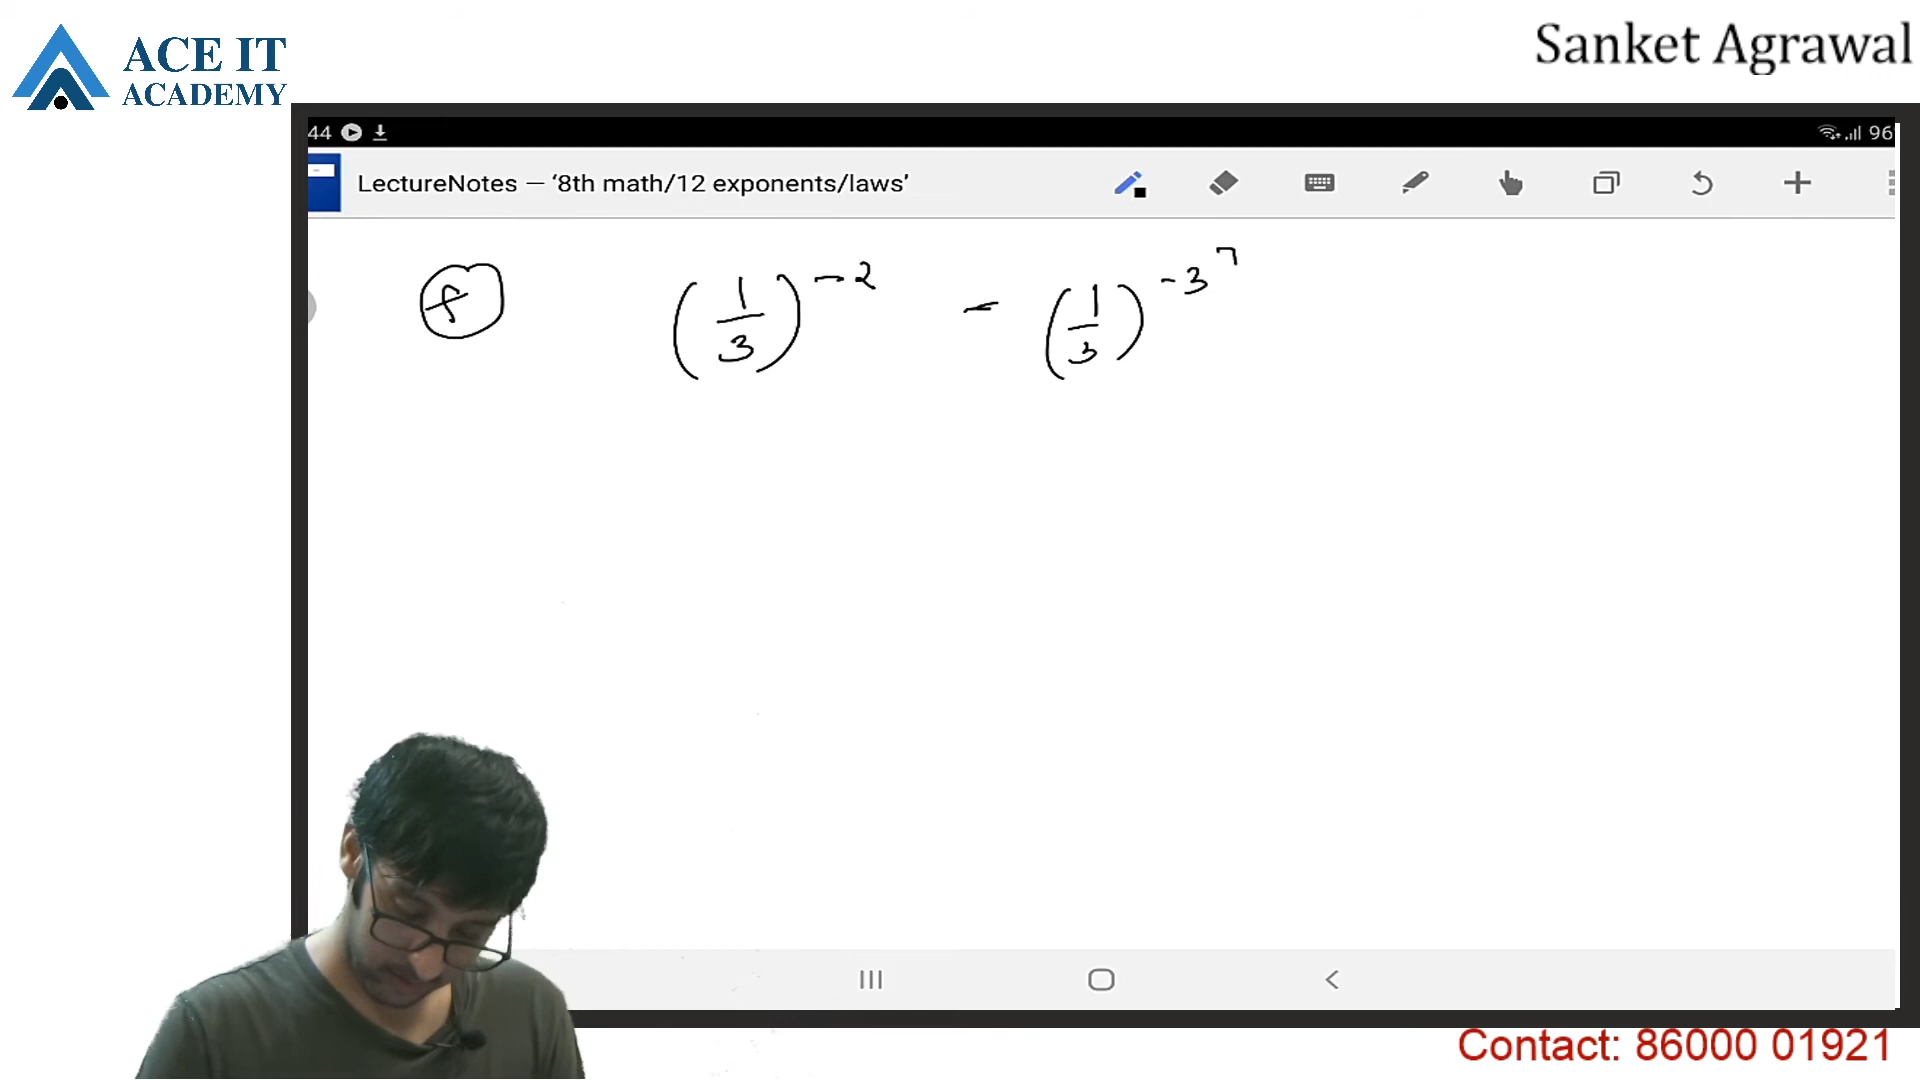 ACE IT
ACADEMY
Sanket Agrawal
44 96
LectureNotes — ‘8th math/12 exponents/laws’
f (1/3)^-2 - (1/3)^-3
Contact: 86000 01921